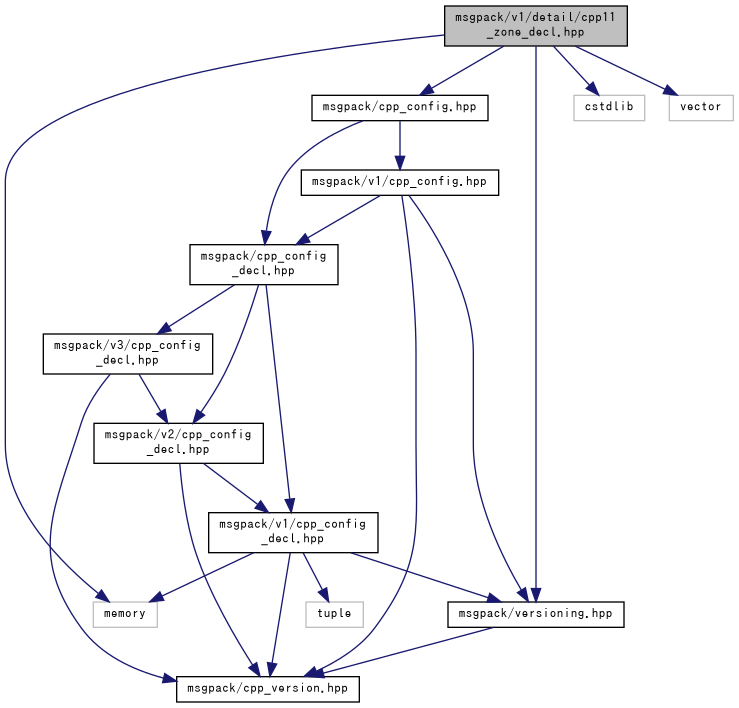 msgpack/v1/detail/cpp11
_zone_decl.hpp
msgpack/cpp_config.hpp
cstdlib
vector
msgpack/v1/cpp_config.hpp
msgpack/cpp_config
_decl.hpp
msgpack/v3/cpp_config
_decl.hpp
msgpack/v2/cpp_config
_decl.hpp
msgpack/v1/cpp_config
_decl.hpp
memory
tuple
msgpack/versioning.hpp
msgpack/cpp_version.hpp